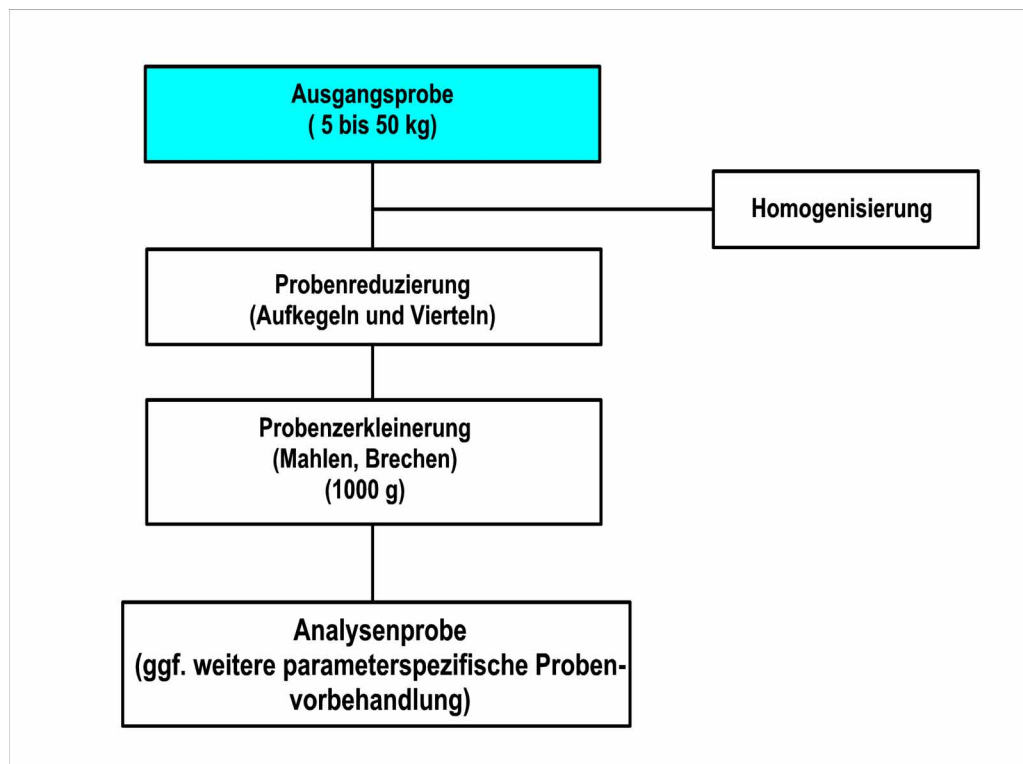 Ausgangsprobe
( 5 bis 50 kg)
Homogenisierung
Probenreduzierung
(Aufkegeln und Vierteln)
Probenzerkleinerung
(Mahlen, Brechen)
(1000 g)
Analysenprobe
(ggf. weitere parameterspezifische Proben-
vorbehandlung)